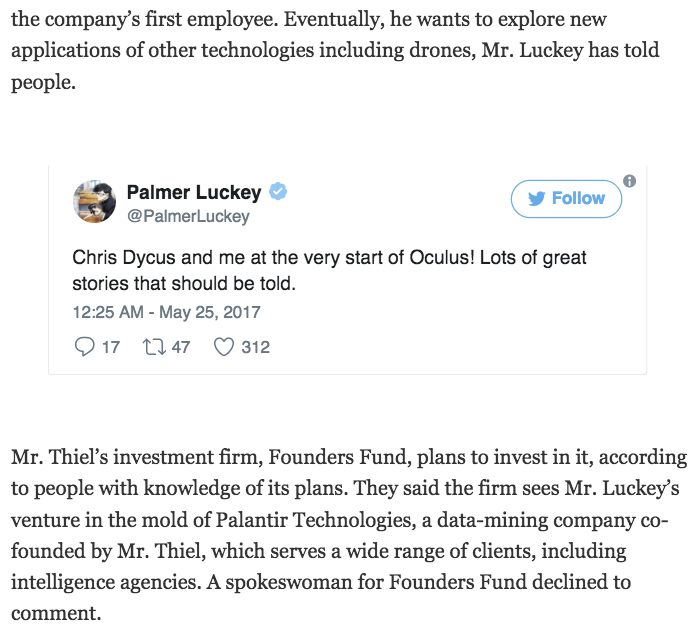 the company’s first employee. Eventually, he wants to explore new
applications of other technologies including drones, Mr. Luckey has told
people.
Palmer Luckey
@PalmerLuckey
Follow
Chris Dycus and me at the very start of Oculus! Lots of great
stories that should be told.
12:25 AM - May 25, 2017
17 47 312
Mr. Thiel’s investment firm, Founders Fund, plans to invest in it, according
to people with knowledge of its plans. They said the firm sees Mr. Luckey’s
venture in the mold of Palantir Technologies, a data-mining company co-
founded by Mr. Thiel, which serves a wide range of clients, including
intelligence agencies. A spokeswoman for Founders Fund declined to
comment.